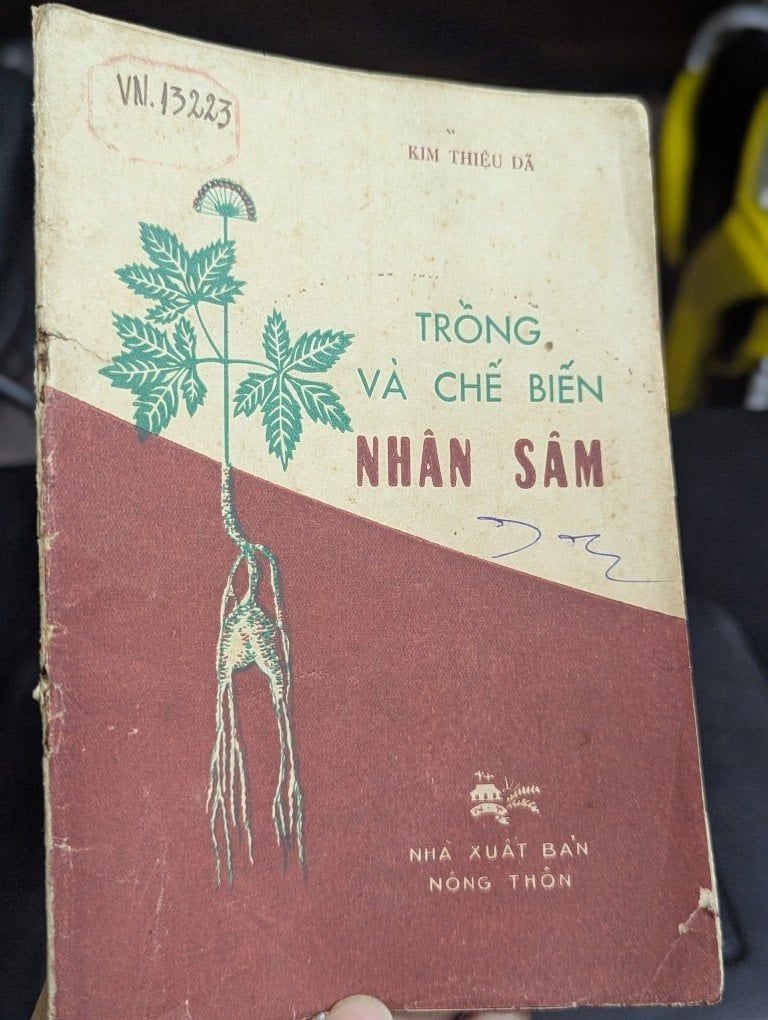 VN.13223
KIM THIỆU DÃ
TRỒNG
VÀ CHẾ BIẾN
NHÂN SÂM
NHÀ XUẤT BẢN
NÔNG THÔN